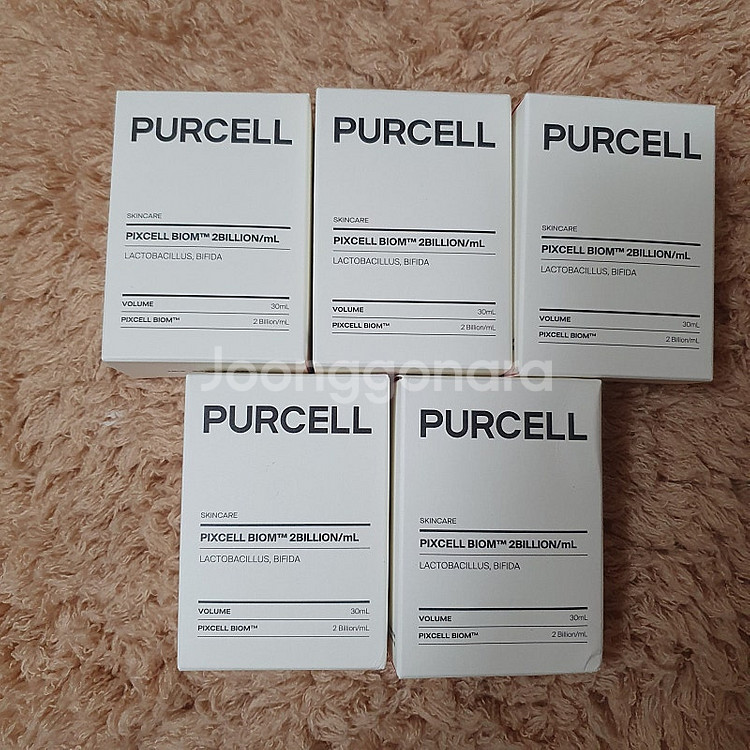 PURCELL
SKINCARE
PIXCELL BIOM™ 2BILLION/mL
LACTOBACILLUS, BIFIDA
VOLUME 30mL
PIXCELL BIOM™ 2 Billion/mL
PURCELL
SKINCARE
PIXCELL BIOM™ 2BILLION/mL
LACTOBACILLUS, BIFIDA
VOLUME 30mL
PIXCELL BIOM™ 2 Billion/mL
PURCELL
SKINCARE
PIXCELL BIOM™ 2BILLION/mL
LACTOBACILLUS, BIFIDA
VOLUME 30mL
PIXCELL BIOM™ 2 Billion/mL
Joonggonara
PURCELL
SKINCARE
PIXCELL BIOM™ 2BILLION/mL
LACTOBACILLUS, BIFIDA
VOLUME 30mL
PIXCELL BIOM™ 2 Billion/mL
PURCELL
SKINCARE
PIXCELL BIOM™ 2BILLION/mL
LACTOBACILLUS, BIFIDA
VOLUME 30mL
PIXCELL BIOM™ 2 Billion/mL